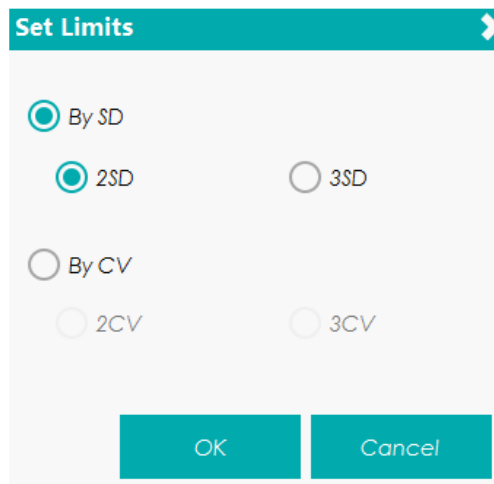 Set Limits
By SD
2SD 3SD
By CV
2CV 3CV
OK Cancel